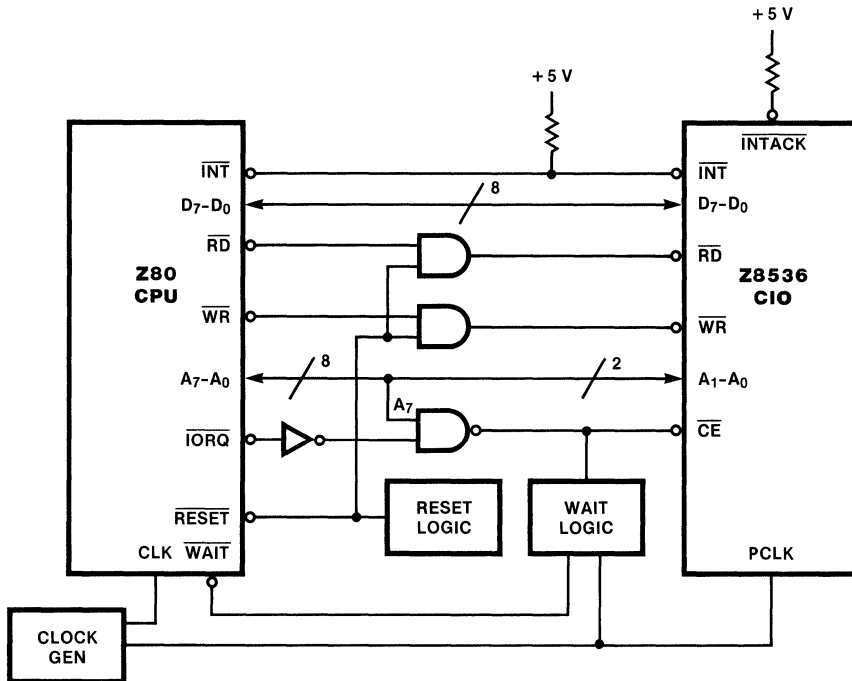 +5 V
+5 V
INTACK
INT
INT
8
D7-D0
D7-D0
RD
RD
Z80
CPU
Z8536
CIO
WR
WR
8
2
A7-A0
A1-A0
A7
IORQ
CE
RESET
RESET
LOGIC
WAIT
LOGIC
CLK
WAIT
PCLK
CLOCK
GEN